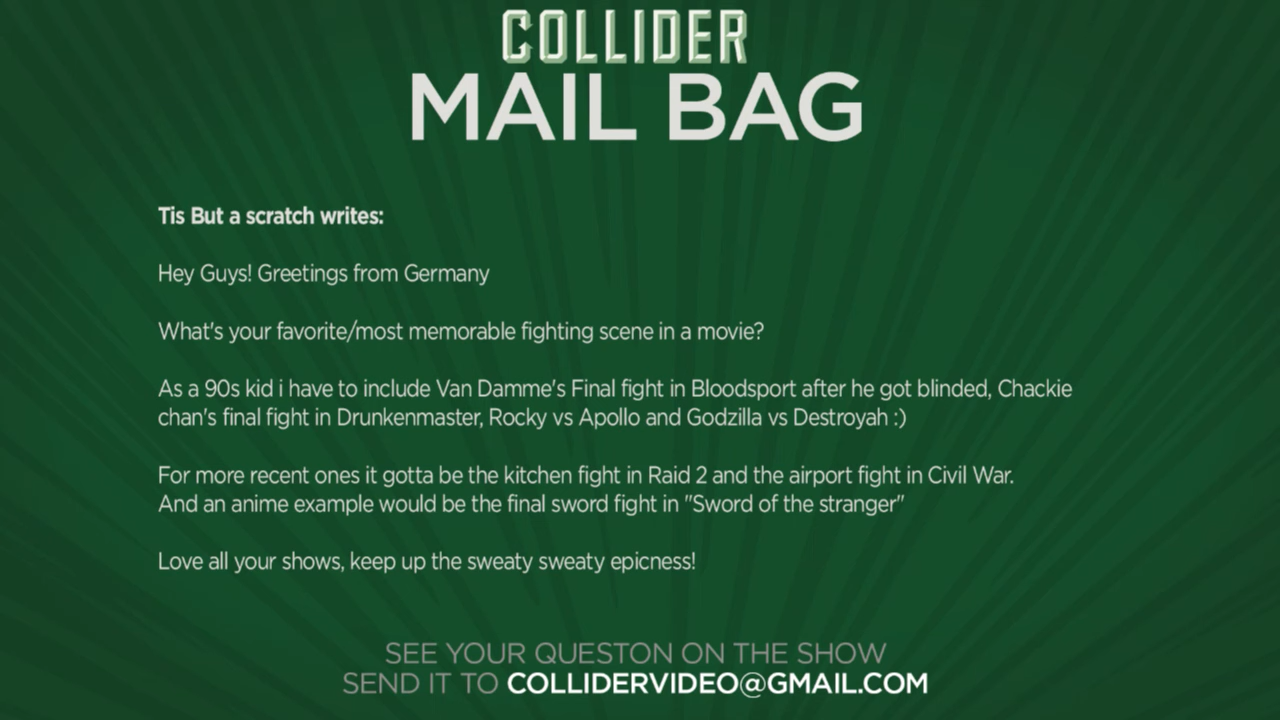 COLLIDER
MAIL BAG
Tis But a scratch writes:
Hey Guys! Greetings from Germany
What's your favorite/most memorable fighting scene in a movie?
As a 90s kid i have to include Van Damme's Final fight in Bloodsport after he got blinded, Chackie
chan's final fight in Drunkenmaster, Rocky vs Apollo and Godzilla vs Destroyah :)
For more recent ones it gotta be the kitchen fight in Raid 2 and the airport fight in Civil War.
And an anime example would be the final sword fight in "Sword of the stranger"
Love all your shows, keep up the sweaty sweaty epicness!
SEE YOUR QUESTON ON THE SHOW
SEND IT TO COLLIDERVIDEO@GMAIL.COM